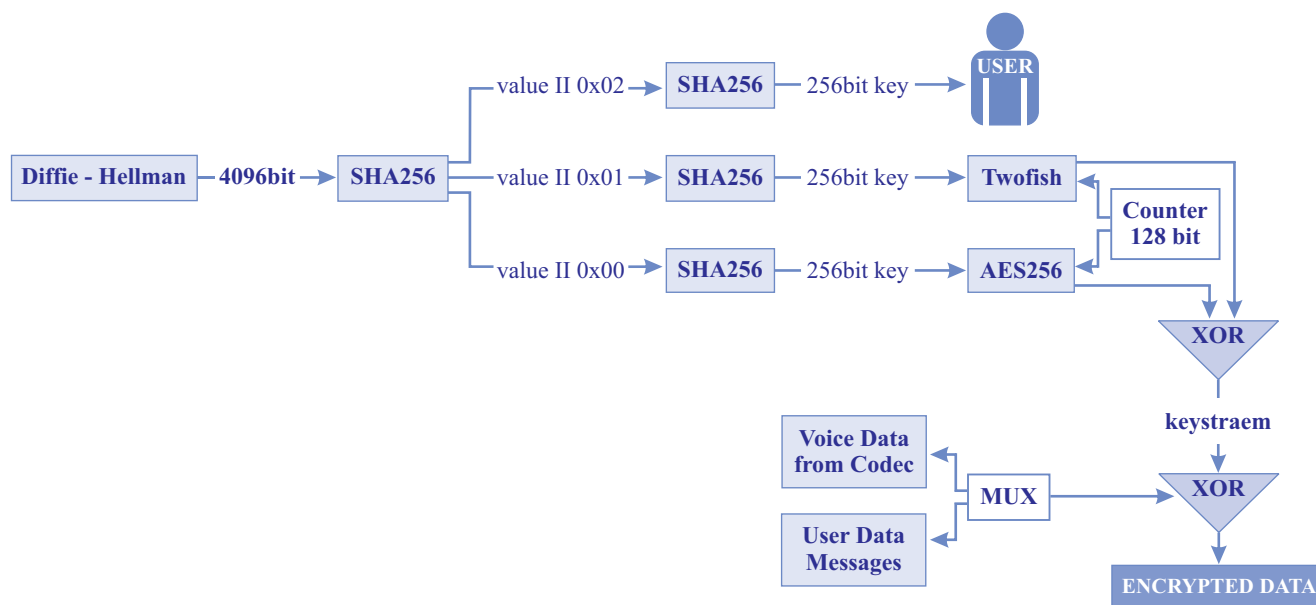 USER
value II 0x02
SHA256
256bit key
Diffie - Hellman
4096bit
SHA256
value II 0x01
SHA256
256bit key
Twofish
Counter
128 bit
value II 0x00
SHA256
256bit key
AES256
XOR
keystraem
Voice Data
from Codec
MUX
XOR
User Data
Messages
ENCRYPTED DATA